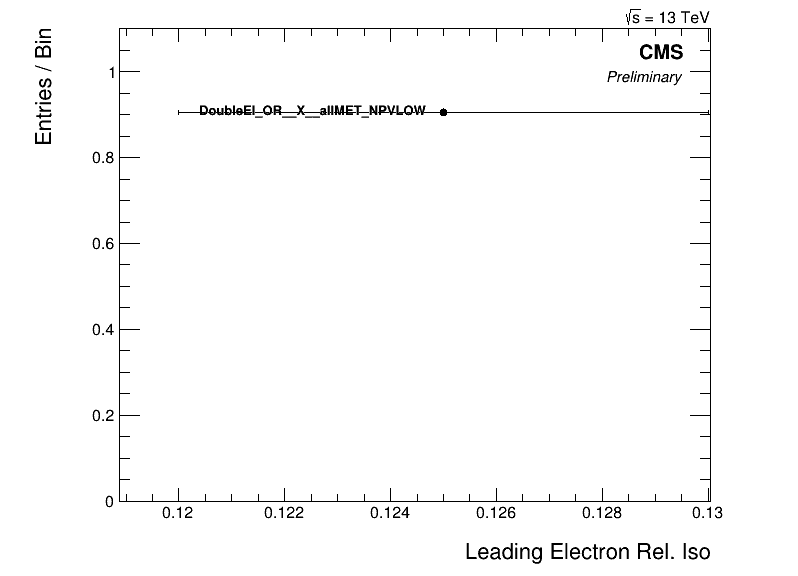 √s = 13 TeV
CMS
Preliminary
Entries / Bin
1
DoubleEl_OR__X__allMET_NPVLOW
0.8
0.6
0.4
0.2
0
0.12 0.122 0.124 0.126 0.128 0.13
Leading Electron Rel. Iso